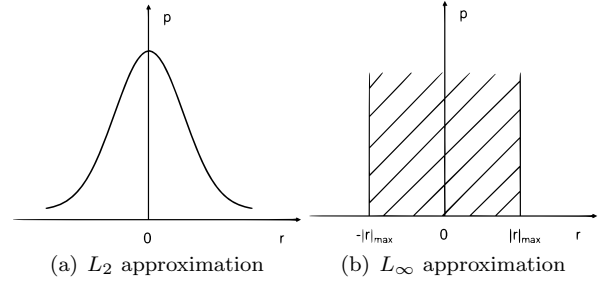 p
0
r
(a) L₂ approximation
p
-|r|max
0
|r|max
r
(b) L∞ approximation